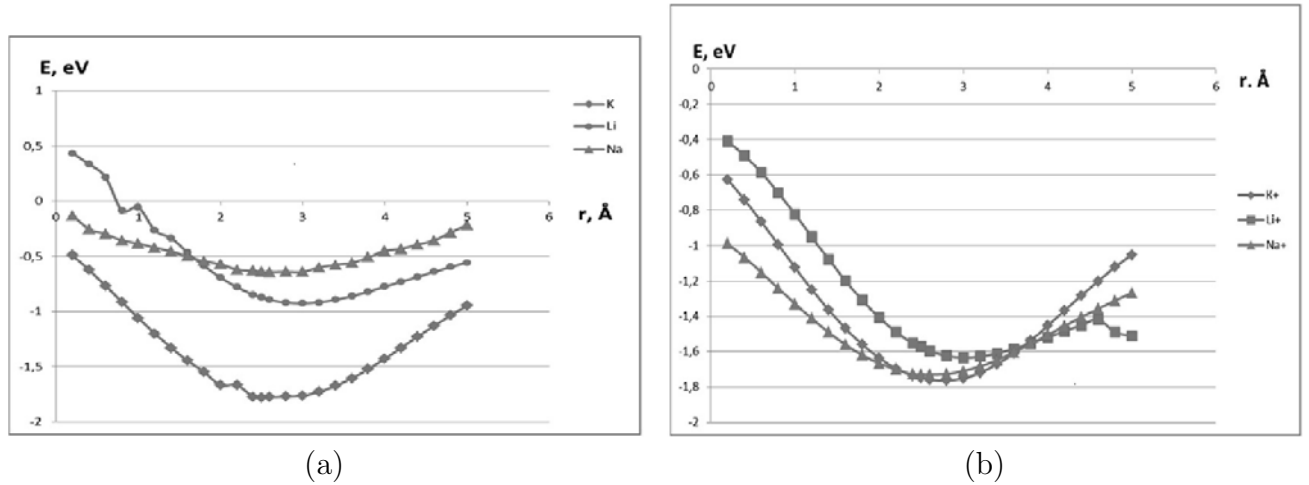 E, eV
1
0,5
0
-0,5
-1
-1,5
-2
0 1 2 3 4 5 6
r, Å
K
Li
Na
(a)
E, eV
0
-0,2
-0,4
-0,6
-0,8
-1
-1,2
-1,4
-1,6
-1,8
-2
0 1 2 3 4 5 6
r. Å
K+
Li+
Na+
(b)